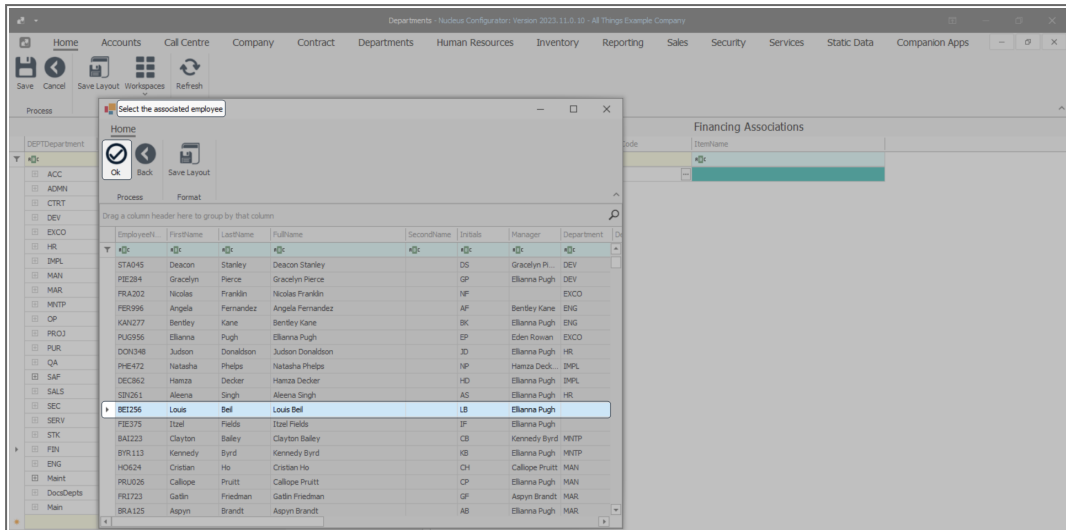 Departments - Nucleus Configurator: Version 2023.11.0.10 - All Things Example Company
Home Accounts Call Centre Company Contract Departments Human Resources Inventory Reporting Sales Security Services Static Data Companion Apps
Save Cancel Save Layout Workspaces Refresh
Process
Select the associated employee
Home
Ok Back Save Layout
Process Format
Drag a column header here to group by that column
EmployeeN... FirstName LastName FullName SecondName Initials Manager Department
STA045 Deacon Stanley Deacon Stanley DS Gracelyn Pi... DEV
PIE284 Gracelyn Pierce Gracelyn Pierce GP Ellianna Pugh DEV
FRA202 Nicolas Franklin Nicolas Franklin NF EXCO
FER996 Angela Fernandez Angela Fernandez AF Bentley Kane ENG
KAN277 Bentley Kane Bentley Kane BK Ellianna Pugh ENG
PUG956 Ellianna Pugh Ellianna Pugh EP Eden Rowan EXCO
DON348 Judson Donaldson Judson Donaldson JD Ellianna Pugh HR
PHE472 Natasha Phelps Natasha Phelps NP Hamza Deck... IMPL
DEC862 Hamza Decker Hamza Decker HD Ellianna Pugh IMPL
SIN261 Aleena Singh Aleena Singh AS Ellianna Pugh HR
BEI256 Louis Beil Louis Beil LB Ellianna Pugh
FIE375 Itzel Fields Itzel Fields IF Ellianna Pugh
BAI223 Clayton Bailey Clayton Bailey CB Kennedy Byrd MNTP
BYR113 Kennedy Byrd Kennedy Byrd KB Ellianna Pugh MNTP
HO624 Cristian Ho Cristian Ho CH Calliope Pruitt MAN
PRU026 Calliope Pruitt Calliope Pruitt CP Ellianna Pugh MAN
FRI723 Gatlin Friedman Gatlin Friedman GF Aspyn Brandt MAR
BRA125 Aspyn Brandt Aspyn Brandt AB Ellianna Pugh MAR
DEPTDepartment
ACC
ADMN
CTRT
DEV
EXCO
HR
IMPL
MAN
MAR
MNTP
OP
PROJ
PUR
QA
SAF
SALS
SEC
SERV
STK
FIN
ENG
Maint
DocsDepts
Main
Financing Associations
Code ItemName